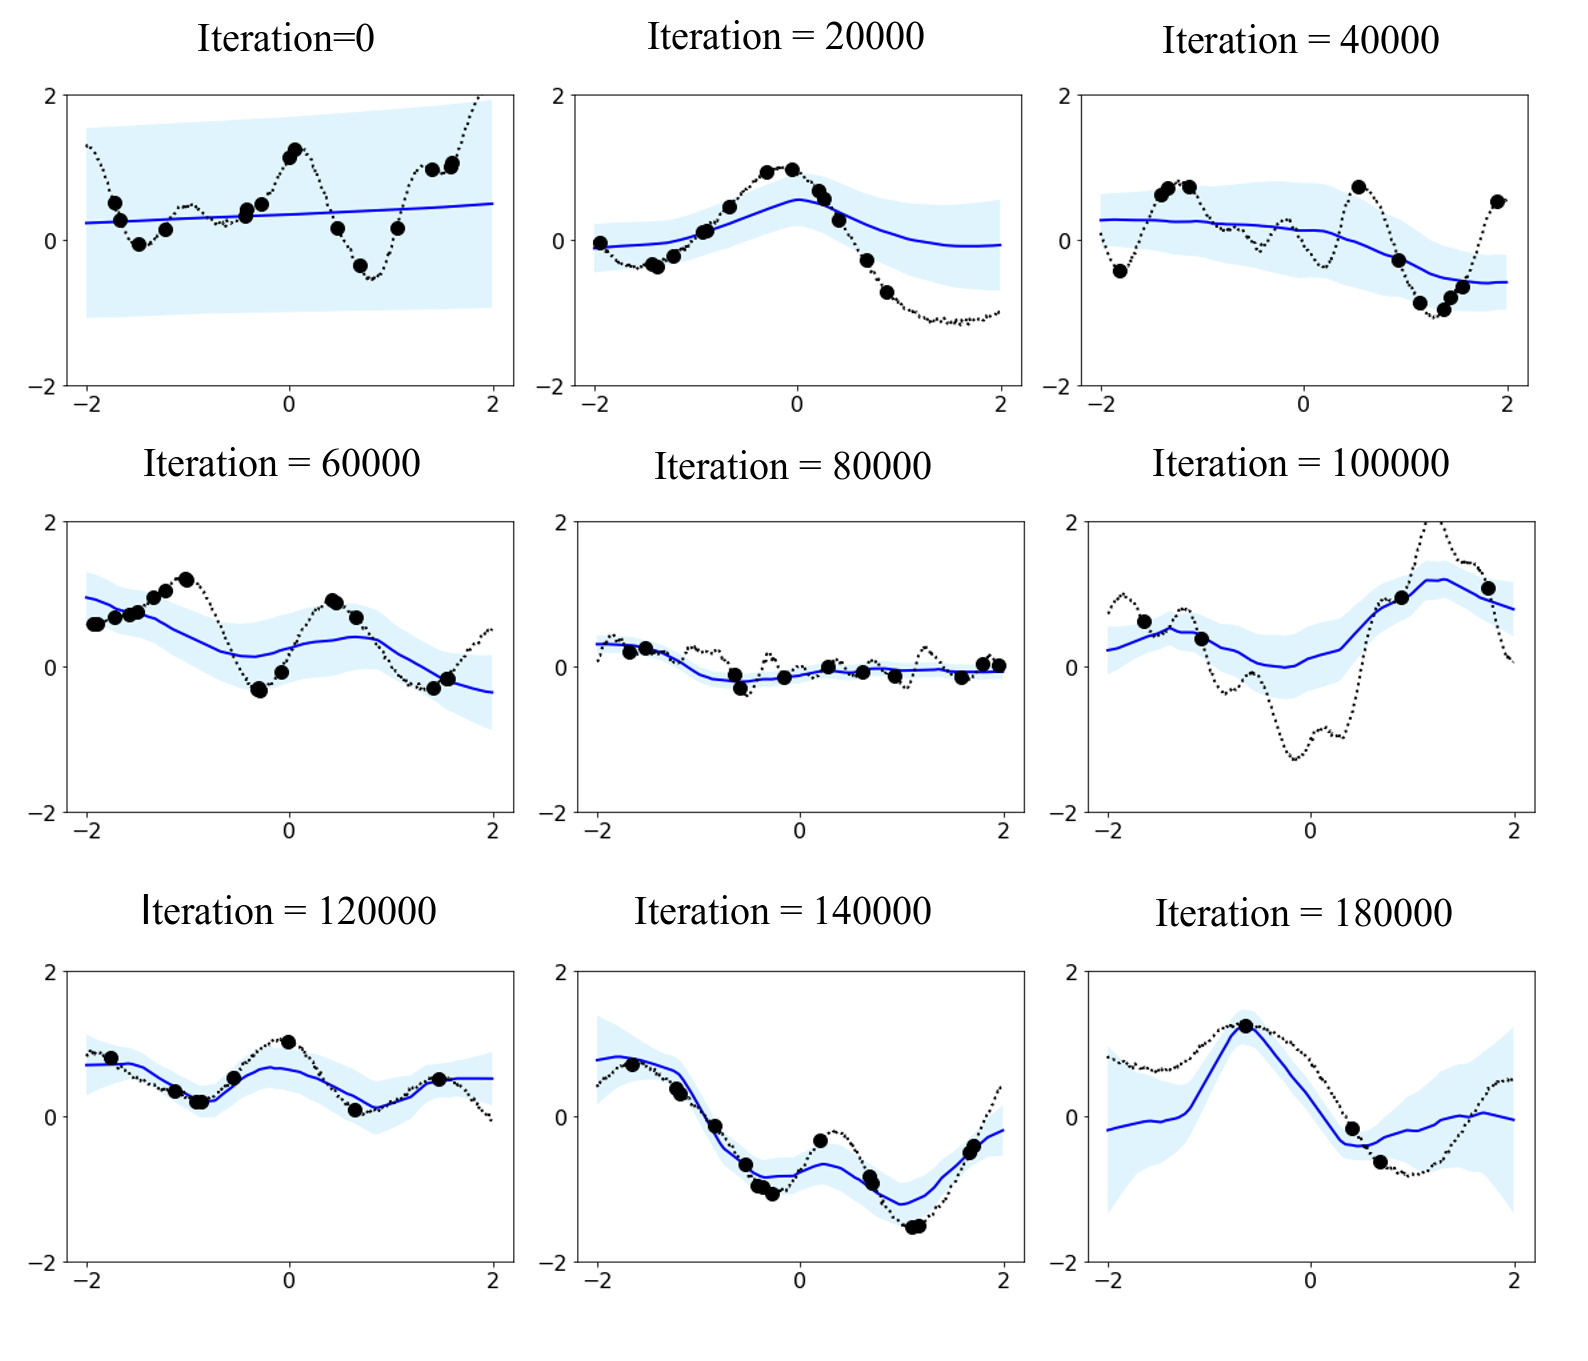 Iteration=0
Iteration = 20000
Iteration = 40000
2
0
−2
−2 0 2
2
0
−2
−2 0 2
2
0
−2
−2 0 2
Iteration = 60000
Iteration = 80000
Iteration = 100000
2
0
−2
−2 0 2
2
0
−2
−2 0 2
2
0
−2
−2 0 2
Iteration = 120000
Iteration = 140000
Iteration = 180000
2
0
−2
−2 0 2
2
0
−2
−2 0 2
2
0
−2
−2 0 2